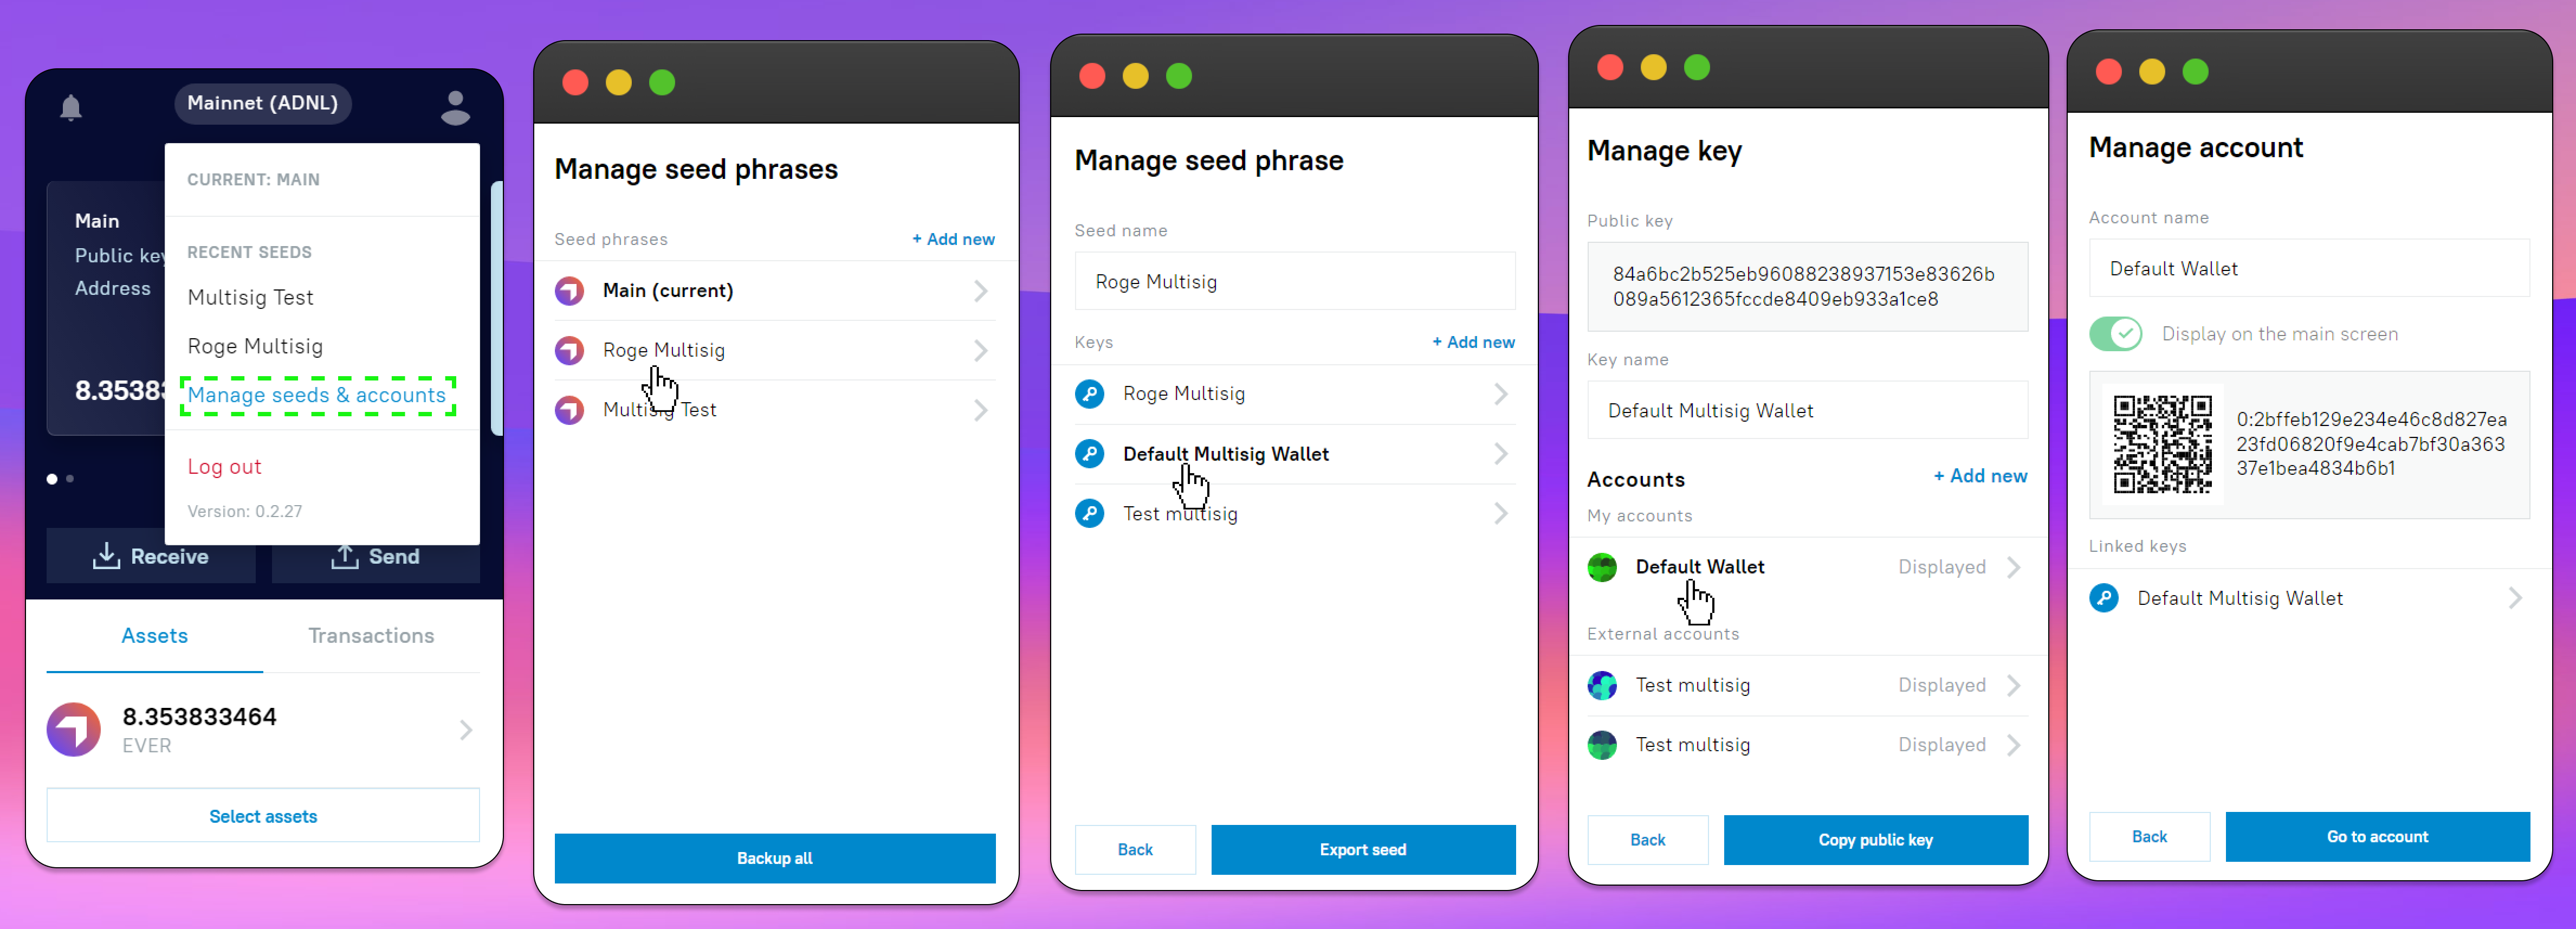 Mainnet (ADNL)
CURRENT: MAIN
Main
RECENT SEEDS
Public key
Address
Multisig Test
Roge Multisig
8.3538
Manage seeds & accounts
Log out
Version: 0.2.27
Receive
Send
Assets
Transactions
8.353833464
EVER
Select assets
Manage seed phrases
Seed phrases
+ Add new
Main (current)
Roge Multisig
Multisig Test
Backup all
Manage seed phrase
Seed name
Roge Multisig
Keys
+ Add new
Roge Multisig
Default Multisig Wallet
Test multisig
Back
Export seed
Manage key
Public key
84a6bc2b525eb96088238937153e83626b
089a5612365fccde8409eb933a1ce8
Key name
Default Multisig Wallet
Accounts
+ Add new
My accounts
Default Wallet
Displayed
External accounts
Test multisig
Displayed
Test multisig
Displayed
Back
Copy public key
Manage account
Account name
Default Wallet
Display on the main screen
0:2bffeb129e234e46c8d827ea
23fd06820f9e4cab7bf30a363
37e1bea4834b6b1
Linked keys
Default Multisig Wallet
Back
Go to account